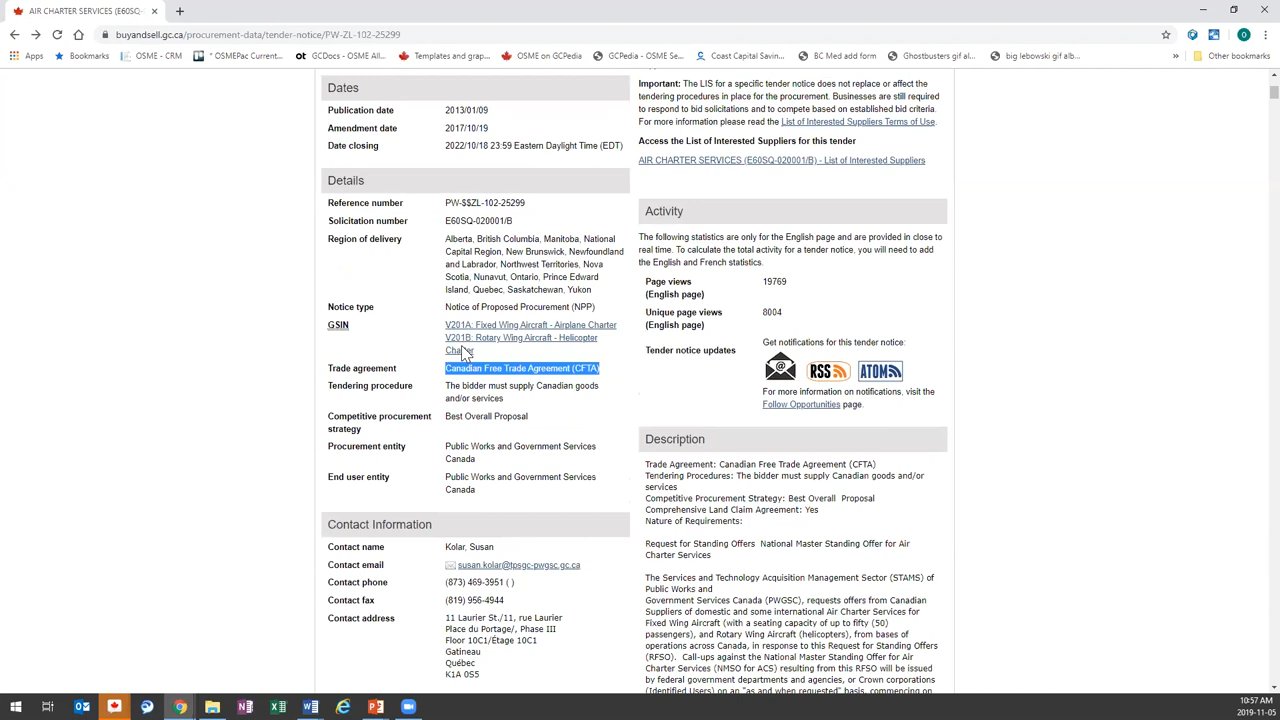 AIR CHARTER SERVICES (E60SQ-
buyandsell.gc.ca/procurement-data/tender-notice/PW-ZL-102-25299
Apps
Bookmarks
OSME - CRM
* *OSMEPac Current...
GCDocs - OSME All...
Templates and grap...
OSME on GCPedia
GCPedia - OSME Se...
Coast Capital Savin...
BC Med add form
Ghostbusters gif al...
big lebowski gif alb...
»
Other bookmarks
Dates
Publication date 2013/01/09
Amendment date 2017/10/19
Date closing 2022/10/18 23:59 Eastern Daylight Time (EDT)
Details
Reference number PW-$$ZL-102-25299
Solicitation number E60SQ-020001/B
Region of delivery Alberta, British Columbia, Manitoba, National
Capital Region, New Brunswick, Newfoundland
and Labrador, Northwest Territories, Nova
Scotia, Nunavut, Ontario, Prince Edward
Island, Quebec, Saskatchewan, Yukon
Notice type Notice of Proposed Procurement (NPP)
GSIN V201A: Fixed Wing Aircraft - Airplane Charter
V201B: Rotary Wing Aircraft - Helicopter
Charter
Trade agreement Canadian Free Trade Agreement (CFTA)
Tendering procedure The bidder must supply Canadian goods
and/or services
Competitive procurement Best Overall Proposal
strategy
Procurement entity Public Works and Government Services
Canada
End user entity Public Works and Government Services
Canada
Contact Information
Contact name Kolar, Susan
Contact email susan.kolar@tpsgc-pwgsc.gc.ca
Contact phone (873) 469-3951 ( )
Contact fax (819) 956-4944
Contact address 11 Laurier St./11, rue Laurier
Place du Portage/, Phase III
Floor 10C1/Étage 10C1
Gatineau
Québec
K1A 0S5
Important: The LIS for a specific tender notice does not replace or affect the
tendering procedures in place for the procurement. Businesses are still required
to respond to bid solicitations and to compete based on established bid criteria.
For more information please read the List of Interested Suppliers Terms of Use.
Access the List of Interested Suppliers for this tender
AIR CHARTER SERVICES (E60SQ-020001/B) - List of Interested Suppliers
Activity
The following statistics are only for the English page and are provided in close to
real time. To calculate the total activity for a tender notice, you will need to add
the English and French statistics.
Page views 19769
(English page)
Unique page views 8004
(English page)
Tender notice updates Get notifications for this tender notice:
RSS ATOM
For more information on notifications, visit the
Follow Opportunities page.
Description
Trade Agreement: Canadian Free Trade Agreement (CFTA)
Tendering Procedures: The bidder must supply Canadian goods and/or
services
Competitive Procurement Strategy: Best Overall Proposal
Comprehensive Land Claim Agreement: Yes
Nature of Requirements:
Request for Standing Offers National Master Standing Offer for Air
Charter Services
The Services and Technology Acquisition Management Sector (STAMS) of
Public Works and
Government Services Canada (PWGSC), requests offers from Canadian
Suppliers of domestic and some international Air Charter Services for
Fixed Wing Aircraft (with a seating capacity of up to fifty (50)
passengers), and Rotary Wing Aircraft (helicopters), from bases of
operations across Canada, in response to this Request for Standing Offers
(RFSO). Call-ups against the National Master Standing Offer for Air
Charter Services (NMSO for ACS) resulting from this RFSO will be issued
by federal government departments and agencies, or Crown corporations
(Identified Users) on an "as and when requested" basis, commencing on
10:57 AM
2019-11-05